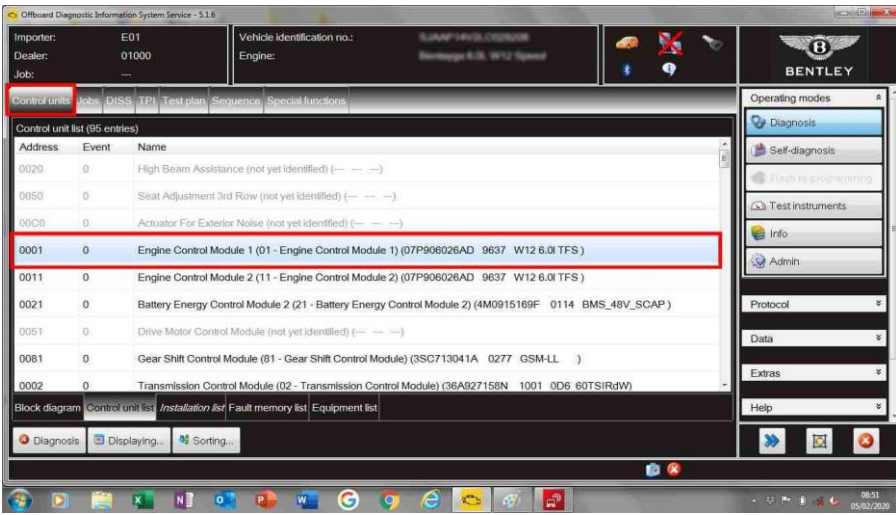 Offboard Diagnostic Information System Service - 5.1.6
Importer: E01
Dealer: 01000
Job: ---
Vehicle identification no.:
Engine: Bentayga 6.0L W12 Speed
BENTLEY
Control units Jobs DISS TPI Test plan Sequence Special functions
Control unit list (95 entries)
Address Event Name
0020 0 High Beam Assistance (not yet identified) (--- --- ---)
0050 0 Seat Adjustment 3rd Row (not yet identified) (--- --- ---)
00C0 0 Actuator For Exterior Noise (not yet identified) (--- --- ---)
0001 0 Engine Control Module 1 (01 - Engine Control Module 1) (07P906026AD 9637 W12 6.0l TFS )
0011 0 Engine Control Module 2 (11 - Engine Control Module 2) (07P906026AD 9637 W12 6.0l TFS )
0021 0 Battery Energy Control Module 2 (21 - Battery Energy Control Module 2) (4M0915169F 0114 BMS_48V_SCAP )
0051 0 Drive Motor Control Module (not yet identified) (--- --- ---)
0081 0 Gear Shift Control Module (81 - Gear Shift Control Module) (3SC713041A 0277 GSM-LL )
0002 0 Transmission Control Module (02 - Transmission Control Module) (36A927158N 1001 0D6 60TSIRdW)
Block diagram Control unit list Installation list Fault memory list Equipment list
Diagnosis Displaying... Sorting...
Operating modes
Diagnosis
Self-diagnosis
Flash re-programming
Test instruments
Info
Admin
Protocol
Data
Extras
Help
08:51
05/02/2020